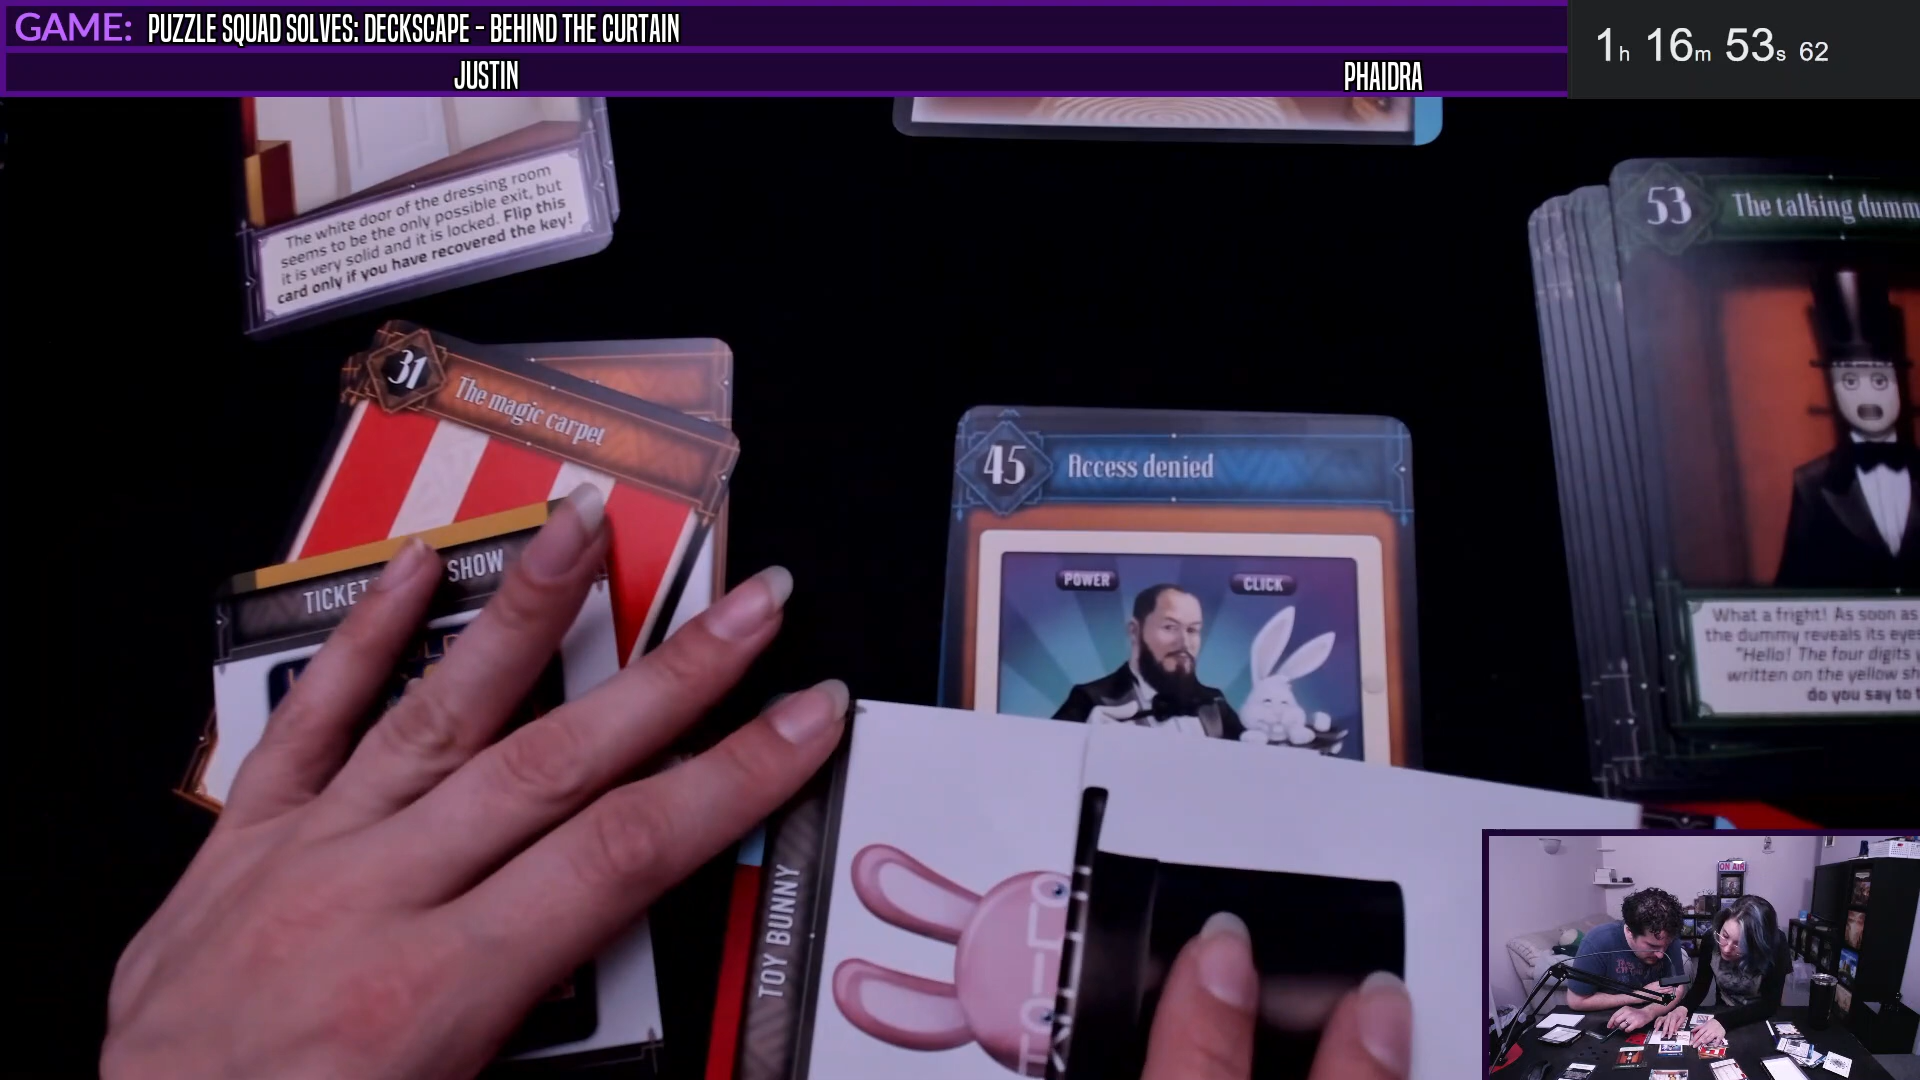 GAME: PUZZLE SQUAD SOLVES: DECKSCAPE - BEHIND THE CURTAIN
1h 16m 53s 62
JUSTIN
PHAIDRA
The white door of the dressing room
seems to be the only possible exit, but
it is very solid and it is locked. Flip this
card only if you have recovered the key!
53
The talking dumm
31
The magic carpet
45
Access denied
POWER
CLICK
TICKET
SHOW
What a fright! As soon as
the dummy reveals its eye
"Hello! The four digits
written on the yellow sh
do you say to t
TOY BUNNY
ON AIR